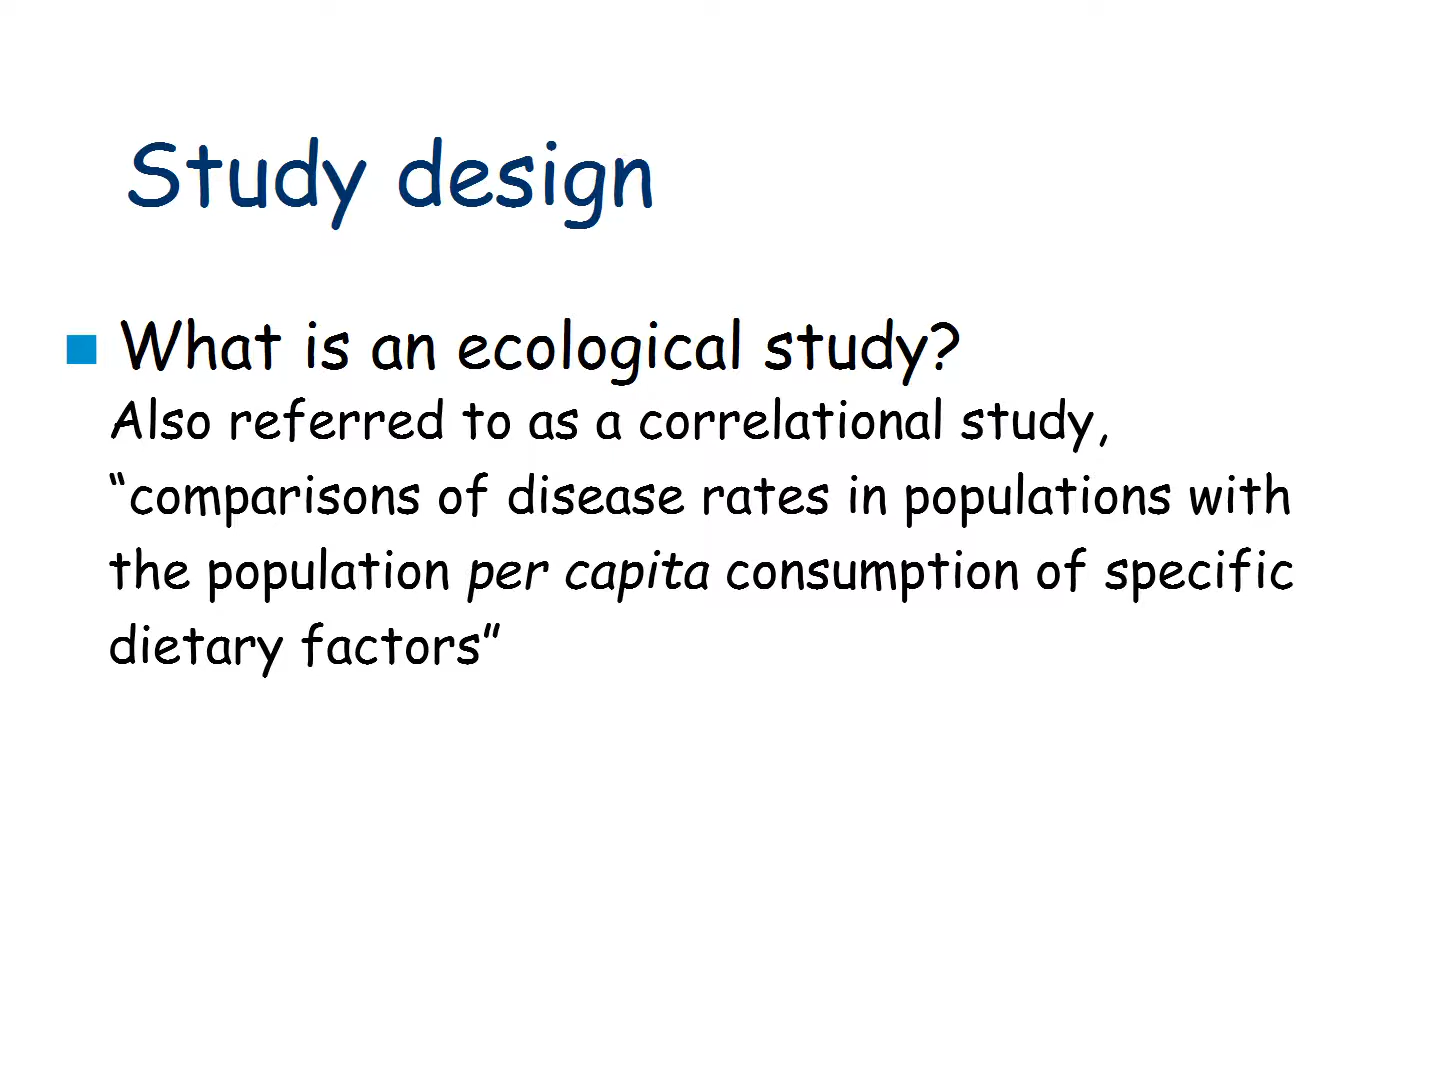 Study design
What is an ecological study?
Also referred to as a correlational study,
“comparisons of disease rates in populations with
the population per capita consumption of specific
dietary factors”